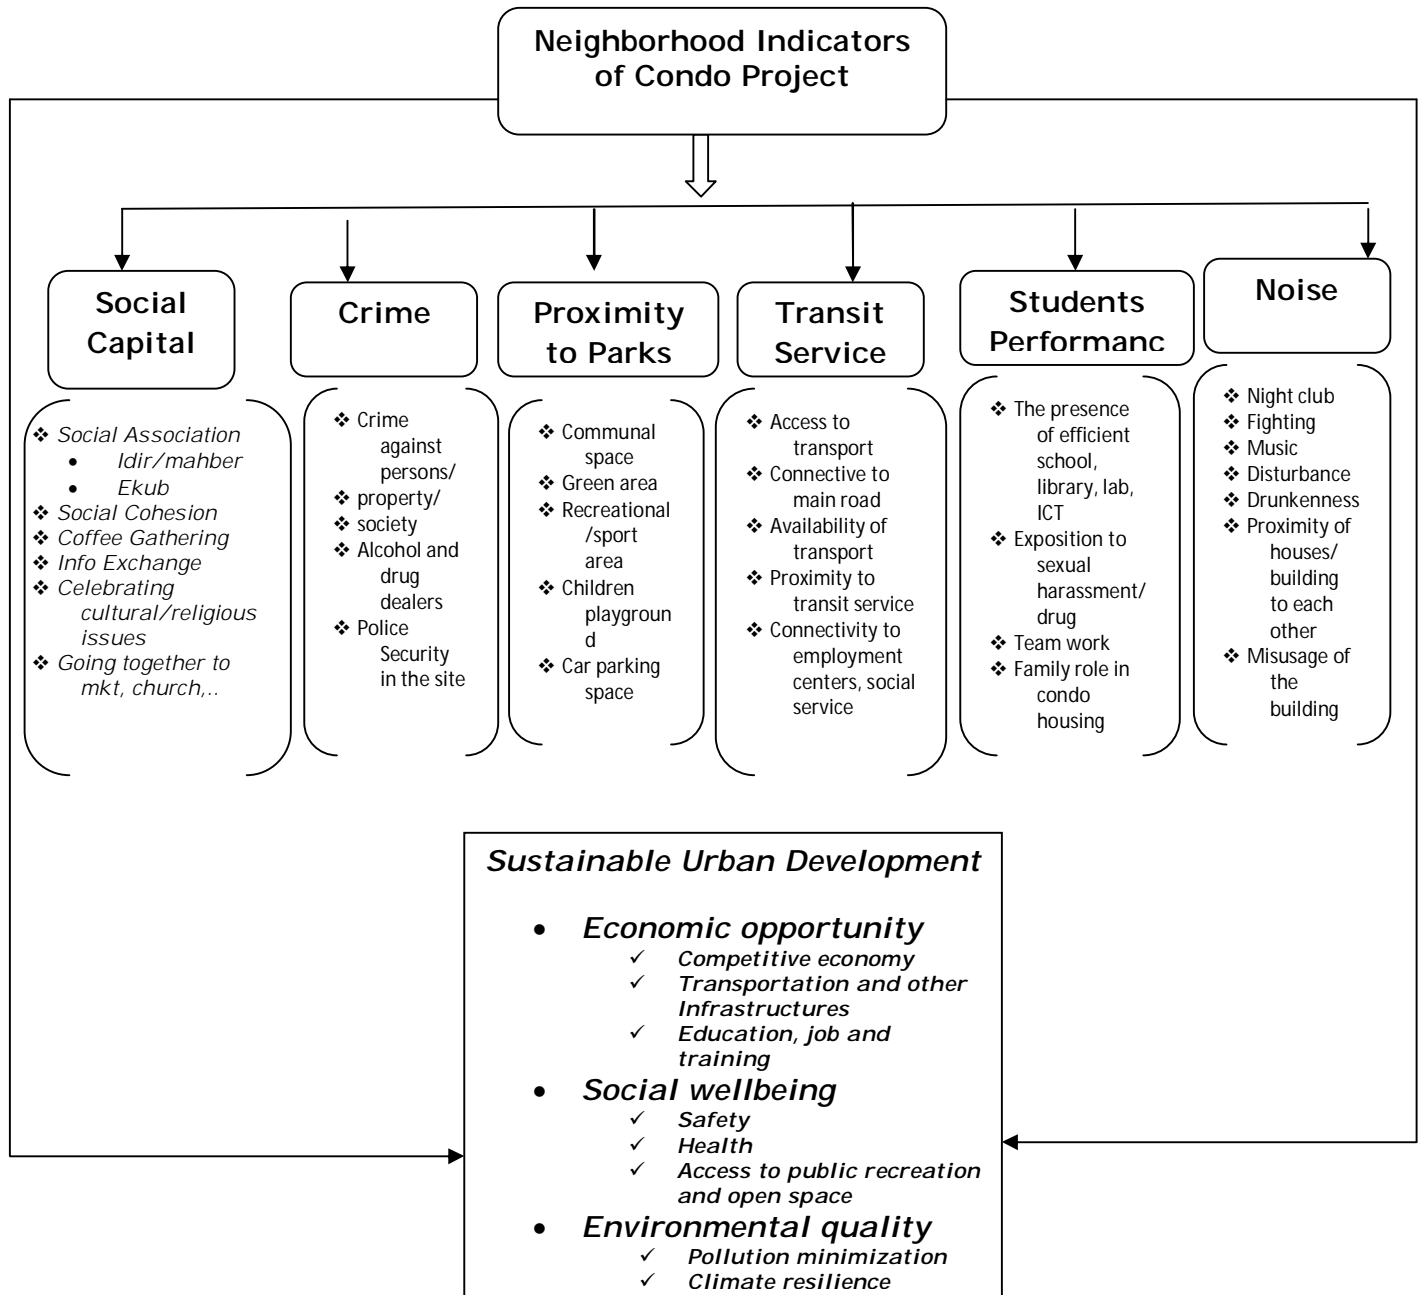 Neighborhood Indicators
of Condo Project
Social
Capital
❖ Social Association
• Idir/mahber
• Ekub
❖ Social Cohesion
❖ Coffee Gathering
❖ Info Exchange
❖ Celebrating
cultural/religious
issues
❖ Going together to
mkt, church,..
Crime
❖ Crime
against
persons/
❖ property/
❖ society
❖ Alcohol and
drug
dealers
❖ Police
Security
in the site
Proximity
to Parks
❖ Communal
space
❖ Green area
❖ Recreational
/sport
area
❖ Children
playgroun
d
❖ Car parking
space
Transit
Service
❖ Access to
transport
❖ Connective to
main road
❖ Availability of
transport
❖ Proximity to
transit service
❖ Connectivity to
employment
centers, social
service
Students
Performanc
❖ The presence
of efficient
school,
library, lab,
ICT
❖ Exposition to
sexual
harassment/
drug
❖ Team work
❖ Family role in
condo
housing
Noise
❖ Night club
❖ Fighting
❖ Music
❖ Disturbance
❖ Drunkenness
❖ Proximity of
houses/
building
to each
other
❖ Misusage of
the
building
Sustainable Urban Development
• Economic opportunity
✓ Competitive economy
✓ Transportation and other
Infrastructures
✓ Education, job and
training
• Social wellbeing
✓ Safety
✓ Health
✓ Access to public recreation
and open space
• Environmental quality
✓ Pollution minimization
✓ Climate resilience